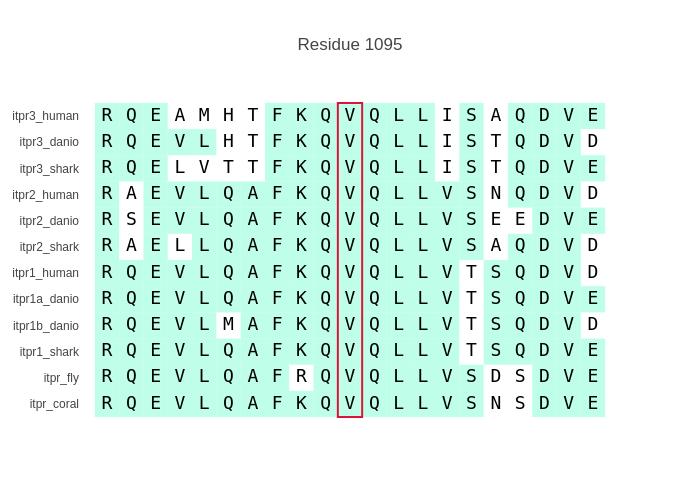 Residue 1095
itpr3_human R Q E A M H T F K Q V Q L L I S A Q D V E
itpr3_danio R Q E V L H T F K Q V Q L L I S T Q D V D
itpr3_shark R Q E L V T T F K Q V Q L L I S T Q D V E
itpr2_human R A E V L Q A F K Q V Q L L V S N Q D V D
itpr2_danio R S E V L Q A F K Q V Q L L V S E E D V E
itpr2_shark R A E L L Q A F K Q V Q L L V S A Q D V D
itpr1_human R Q E V L Q A F K Q V Q L L V T S Q D V D
itpr1a_danio R Q E V L Q A F K Q V Q L L V T S Q D V E
itpr1b_danio R Q E V L M A F K Q V Q L L V T S Q D V D
itpr1_shark R Q E V L Q A F K Q V Q L L V T S Q D V E
itpr_fly R Q E V L Q A F R Q V Q L L V S D S D V E
itpr_coral R Q E V L Q A F K Q V Q L L V S N S D V E